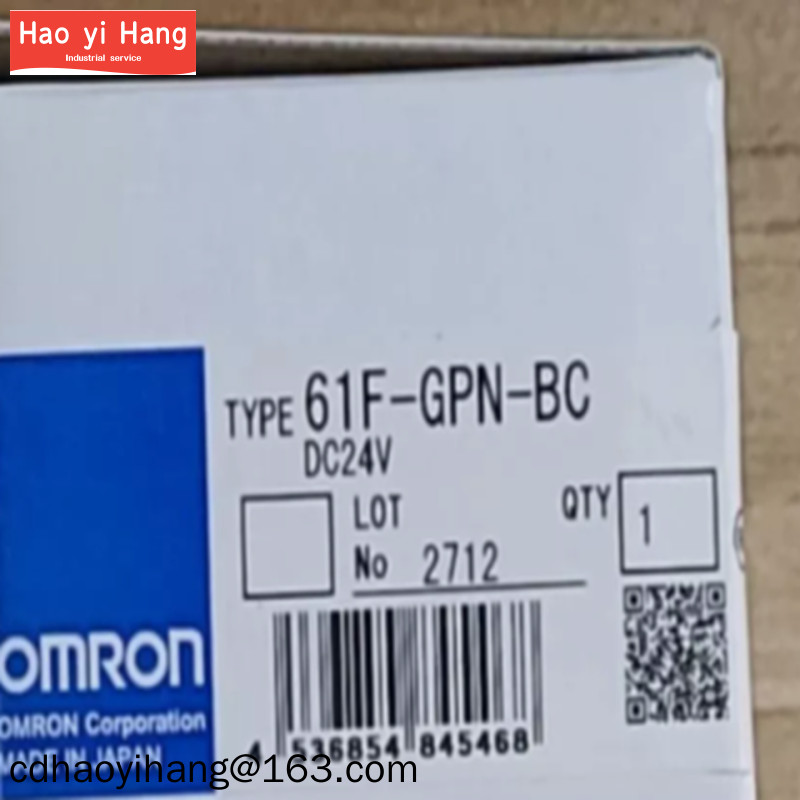 Hao yi Hang
Industrial service
TYPE 61F-GPN-BC
DC24V
LOT
No 2712
QTY 1
OMRON
OMRON Corporation
MADE IN JAPAN
4 536854 845468
cdhaoyihang@163.com